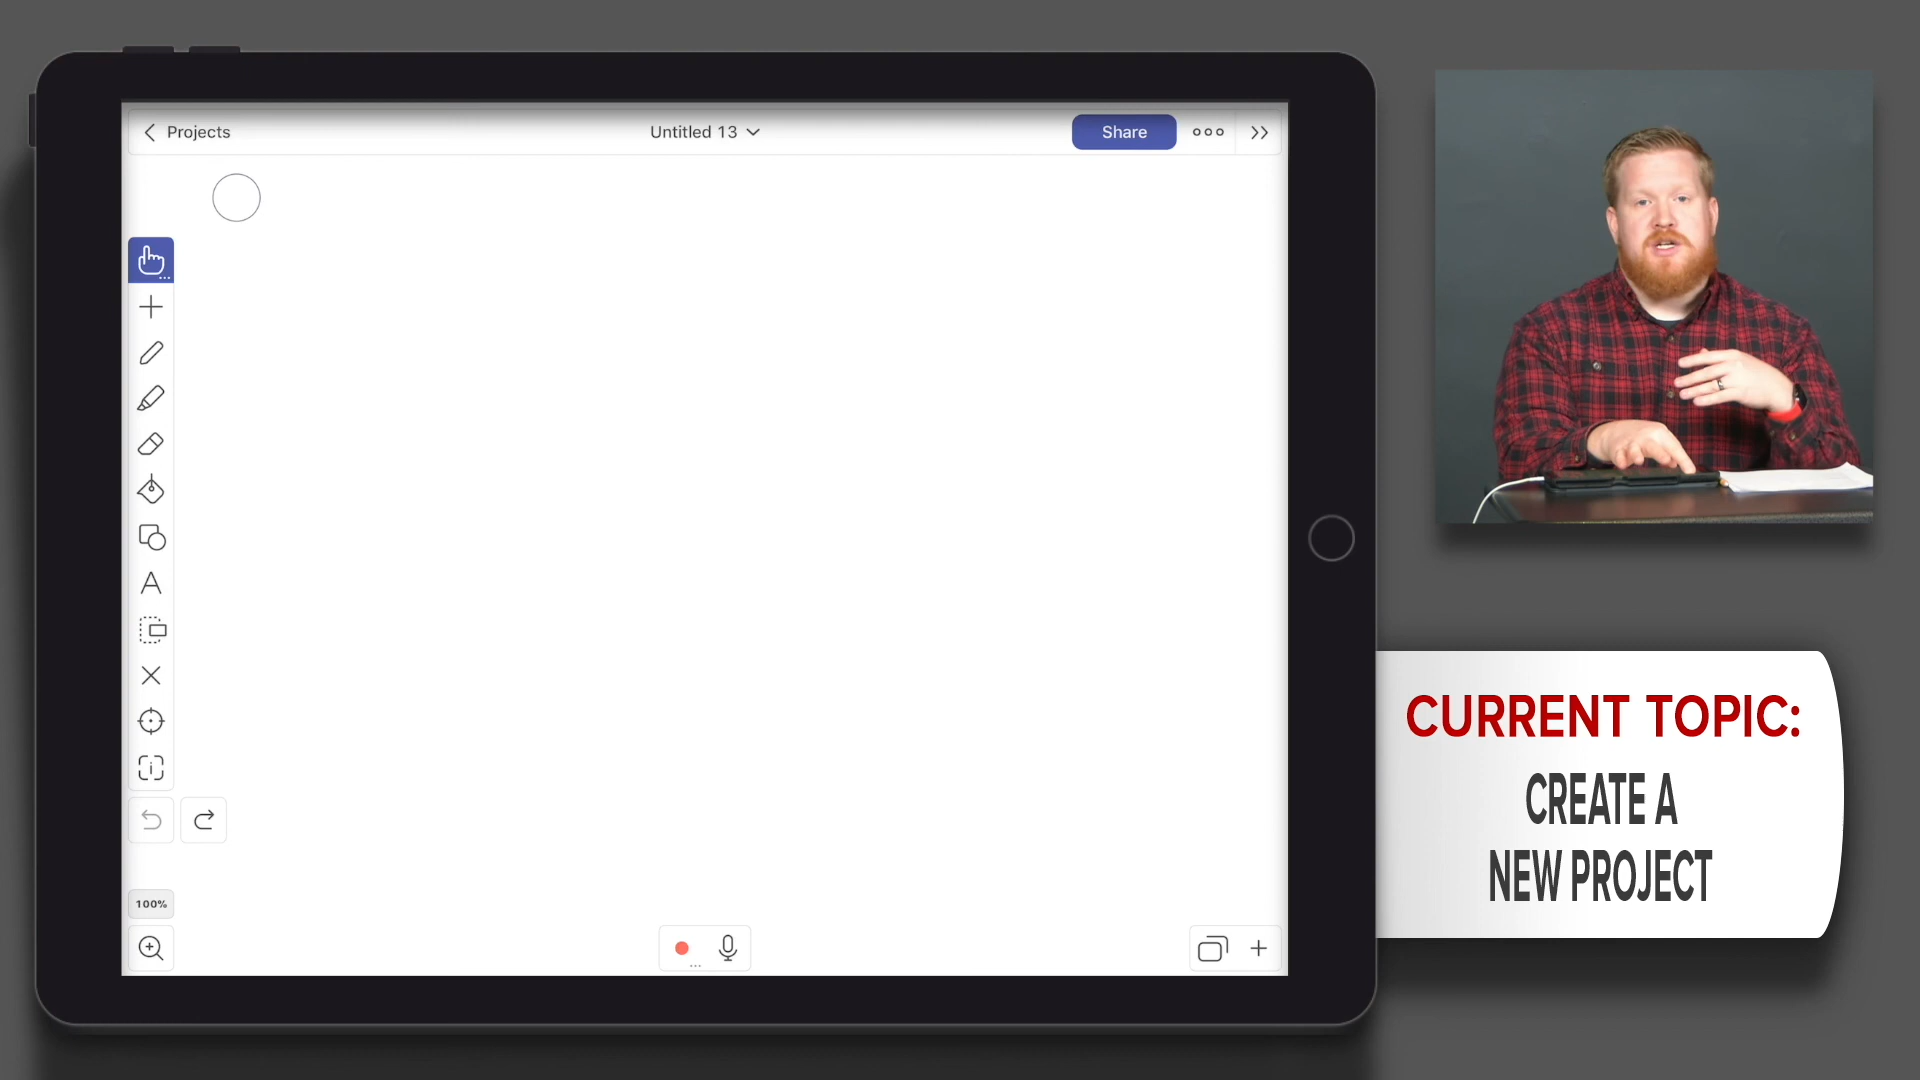 Projects
Untitled 13
Share
A
100%
CURRENT TOPIC:
CREATE A
NEW PROJECT